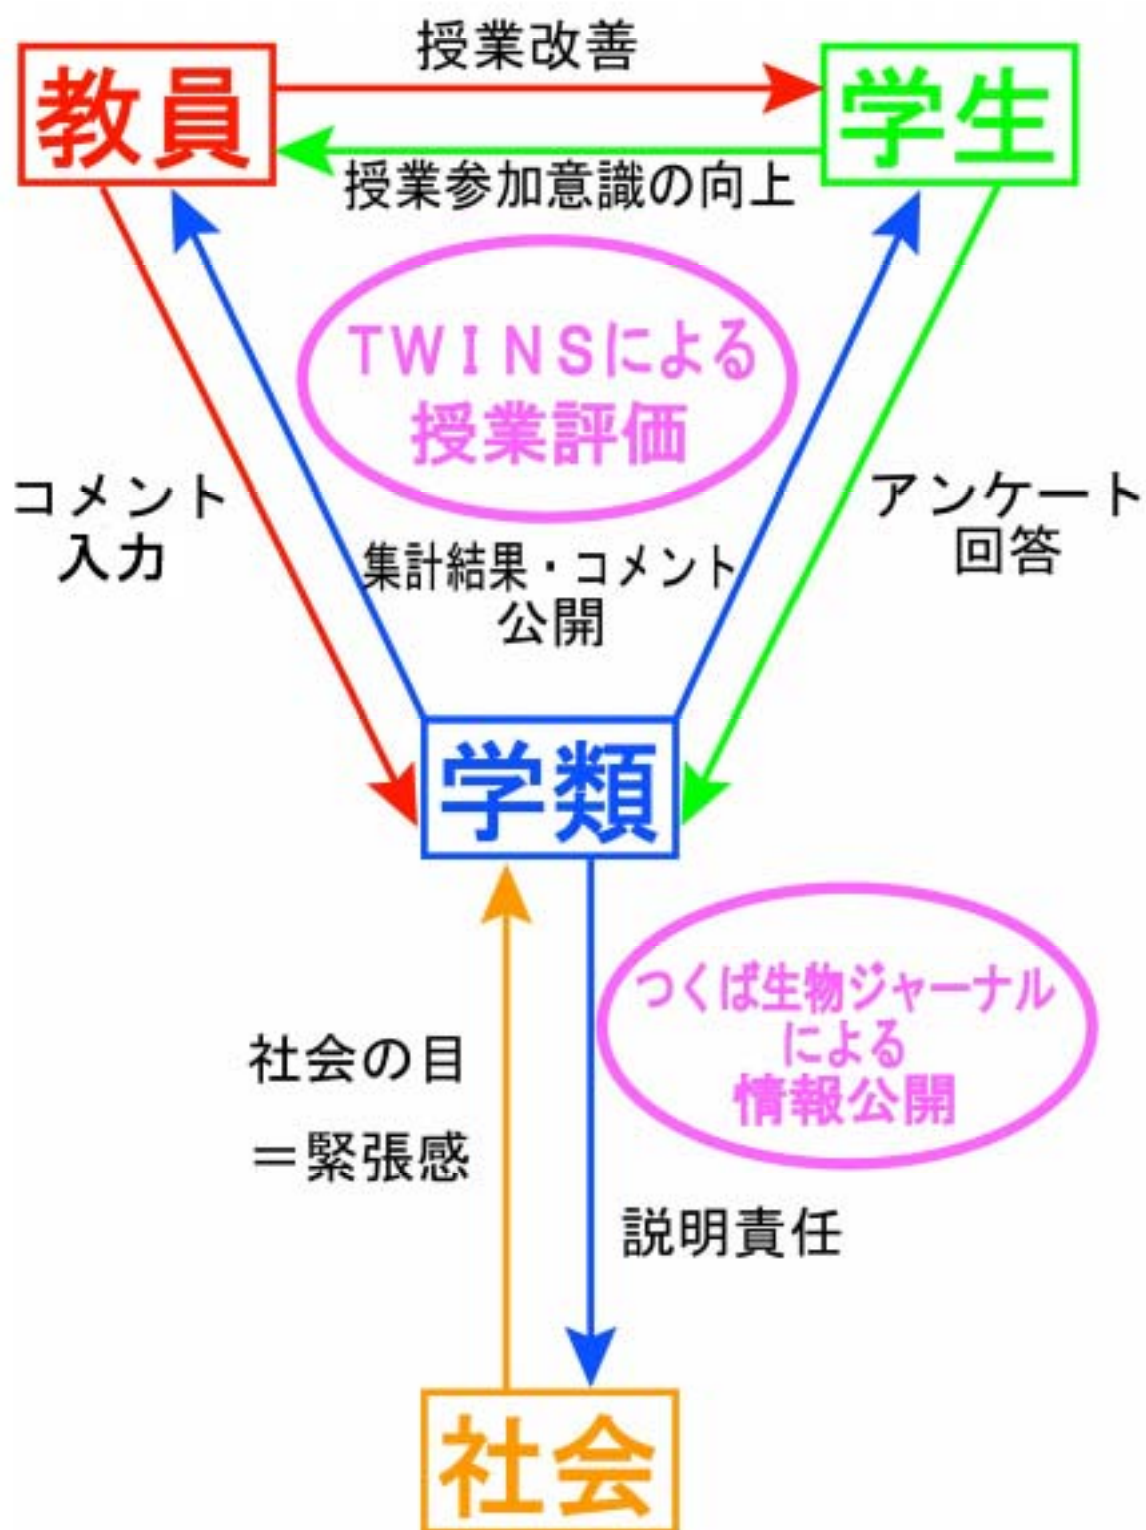 授業改善
教員
学生
授業参加意識の向上
ＴＷＩＮＳによる
授業評価
コメント
入力
アンケート
回答
集計結果・コメント
公開
学類
つくば生物ジャーナル
による
情報公開
社会の目
＝緊張感
説明責任
社会